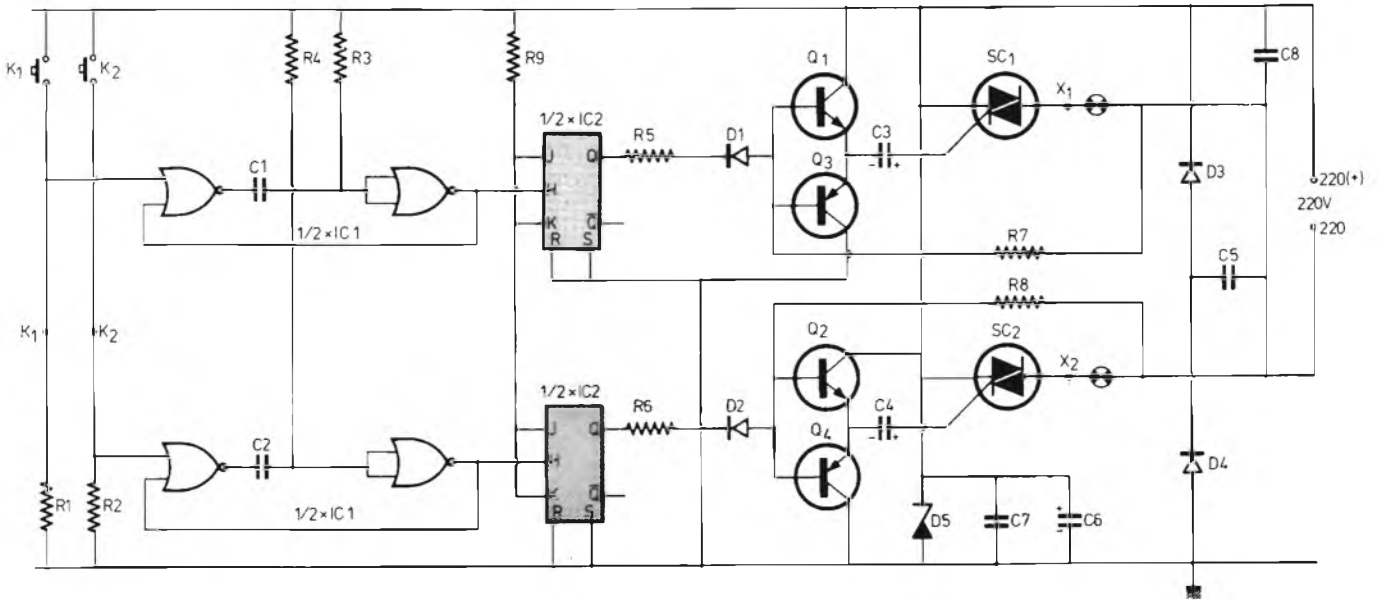 K1
K2
R4
R3
R9
Q1
SC1
X1
C8
1/2×IC2
J
Q
R5
D1
C3
- +
C1
H
Q3
D3
220(+)
220V
220
1/2×IC1
K
Q
R S
R7
C5
R8
K1
K2
Q2
SC2
X2
1/2×IC2
J
Q
R6
D2
C4
- +
C2
H
Q4
D4
R1
R2
K
Q
1/2×IC1
R S
D5
C7
+
-
C6